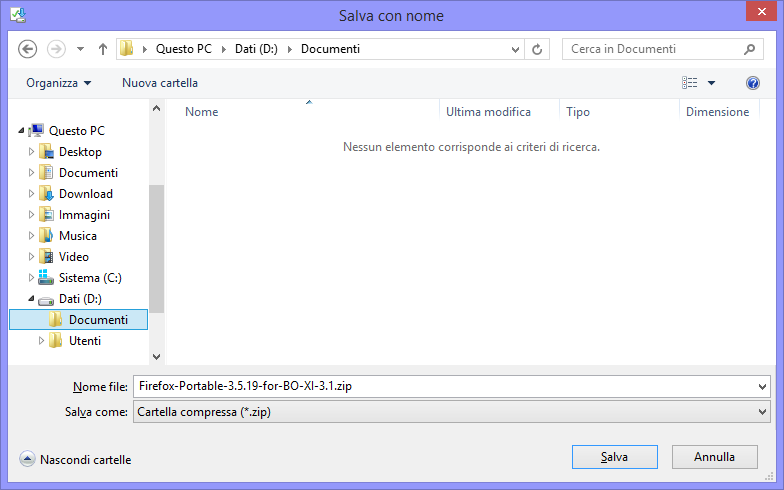 Salva con nome
Questo PC Dati (D:) Documenti Cerca in Documenti
Organizza Nuova cartella
Nome Ultima modifica Tipo Dimensione
Nessun elemento corrisponde ai criteri di ricerca.
Questo PC
Desktop
Documenti
Download
Immagini
Musica
Video
Sistema (C:)
Dati (D:)
Documenti
Utenti
Nome file: Firefox-Portable-3.5.19-for-BO-XI-3.1.zip
Salva come: Cartella compressa (*.zip)
Nascondi cartelle Salva Annulla